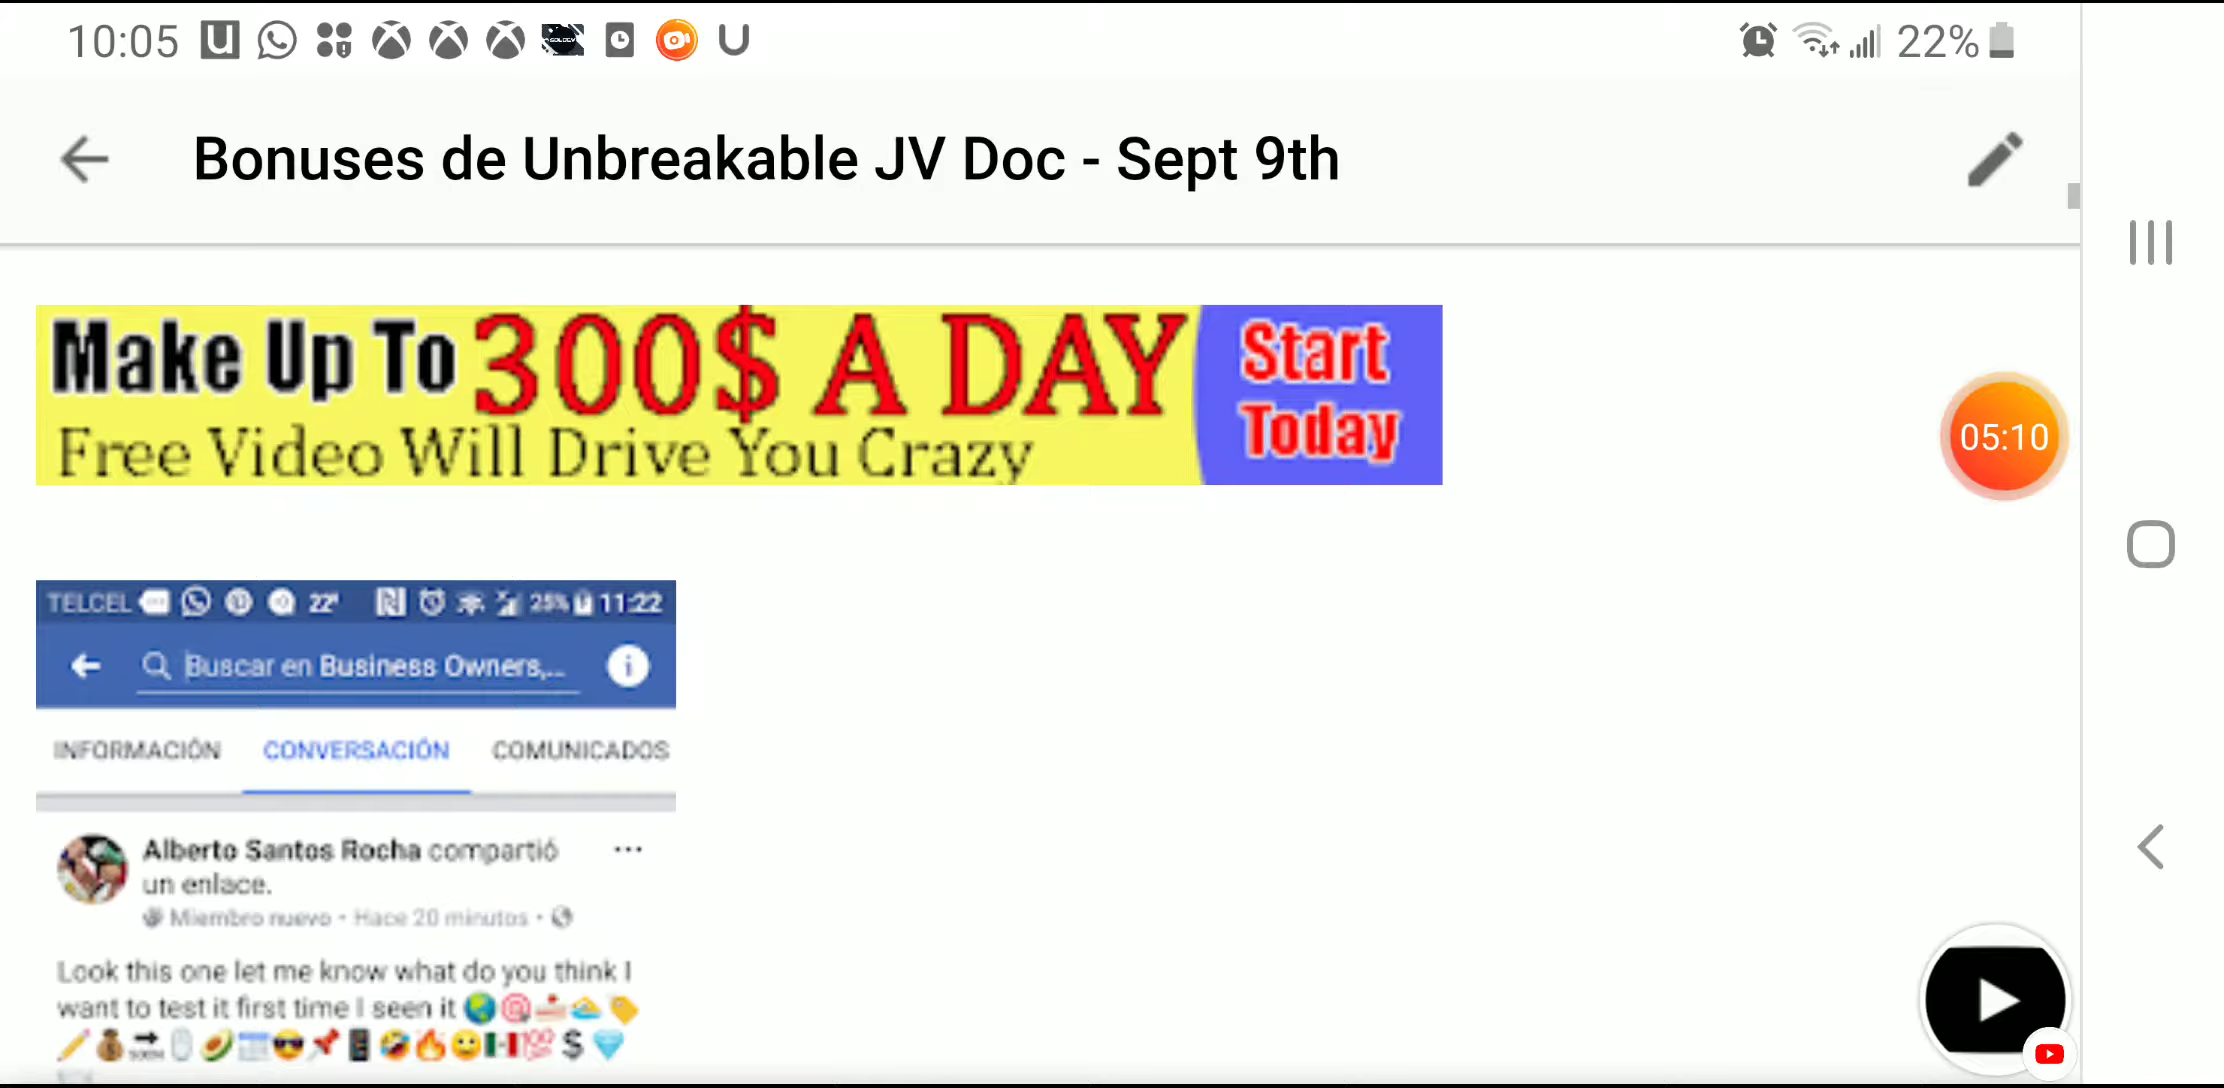 10:05
22%
Bonuses de Unbreakable JV Doc - Sept 9th
Make Up To 300$ A DAY
Free Video Will Drive You Crazy
Start
Today
05:10
TELCEL 22° 25% 11:22
Buscar en Business Owners,...
INFORMACIÓN CONVERSACIÓN COMUNICADOS
Alberto Santos Rocha compartió
un enlace.
Miembro nuevo · Hace 20 minutos ·
Look this one let me know what do you think I
want to test it first time I seen it 🌏🎯
💯 $